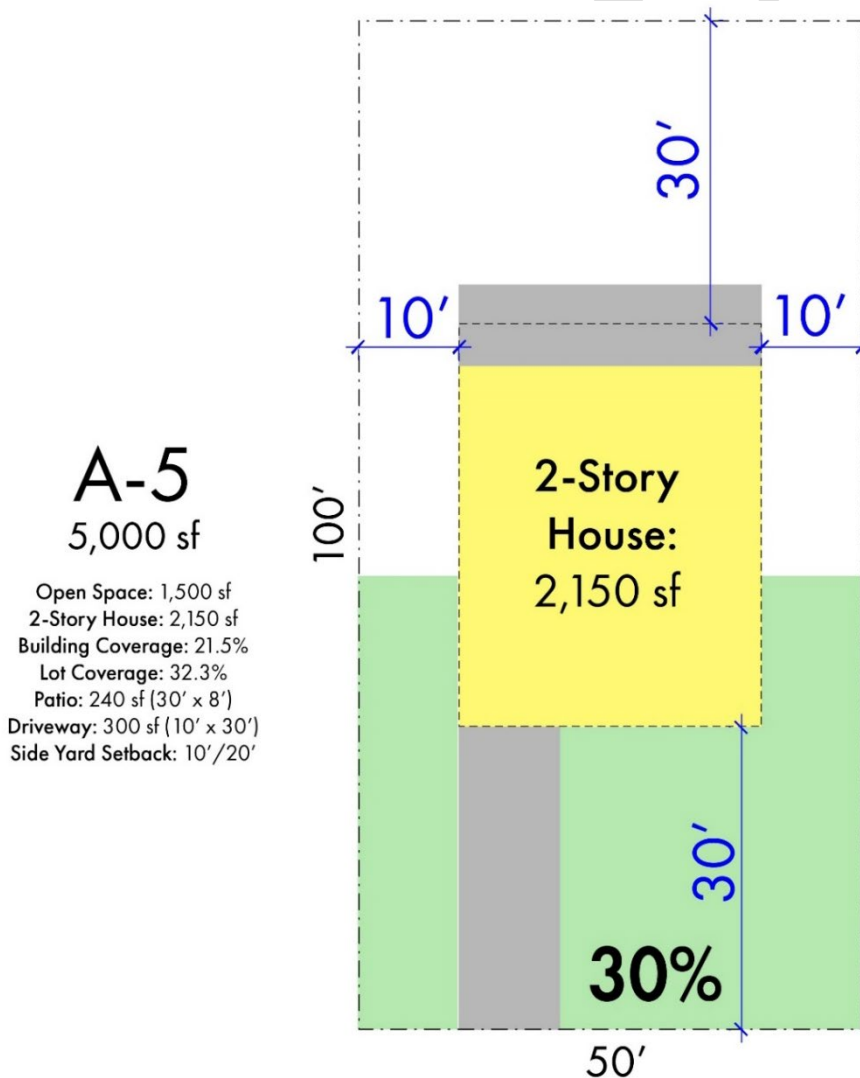 30’
10’
10’
A-5
5,000 sf
Open Space: 1,500 sf
2-Story House: 2,150 sf
Building Coverage: 21.5%
Lot Coverage: 32.3%
Patio: 240 sf (30’ x 8’)
Driveway: 300 sf (10’ x 30’)
Side Yard Setback: 10’/20’
100’
2-Story
House:
2,150 sf
30’
30%
50’